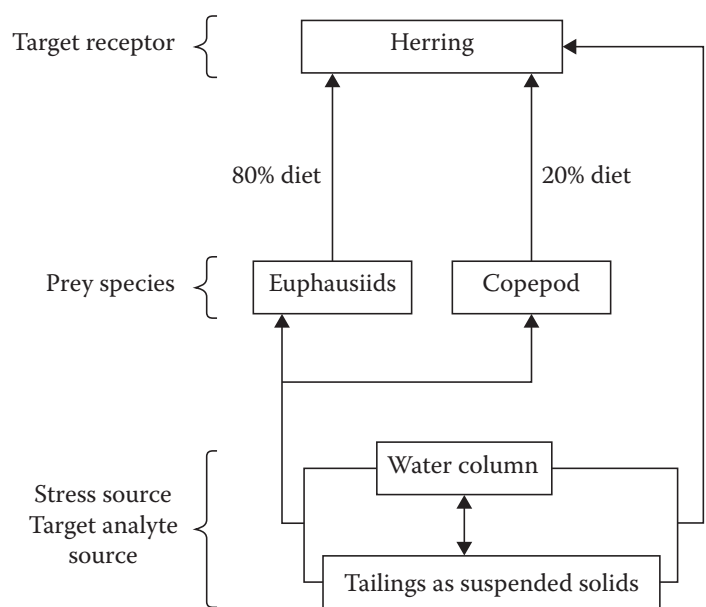 Target receptor
Herring
80% diet
20% diet
Prey species
Euphausiids
Copepod
Stress source
Target analyte
source
Water column
Tailings as suspended solids